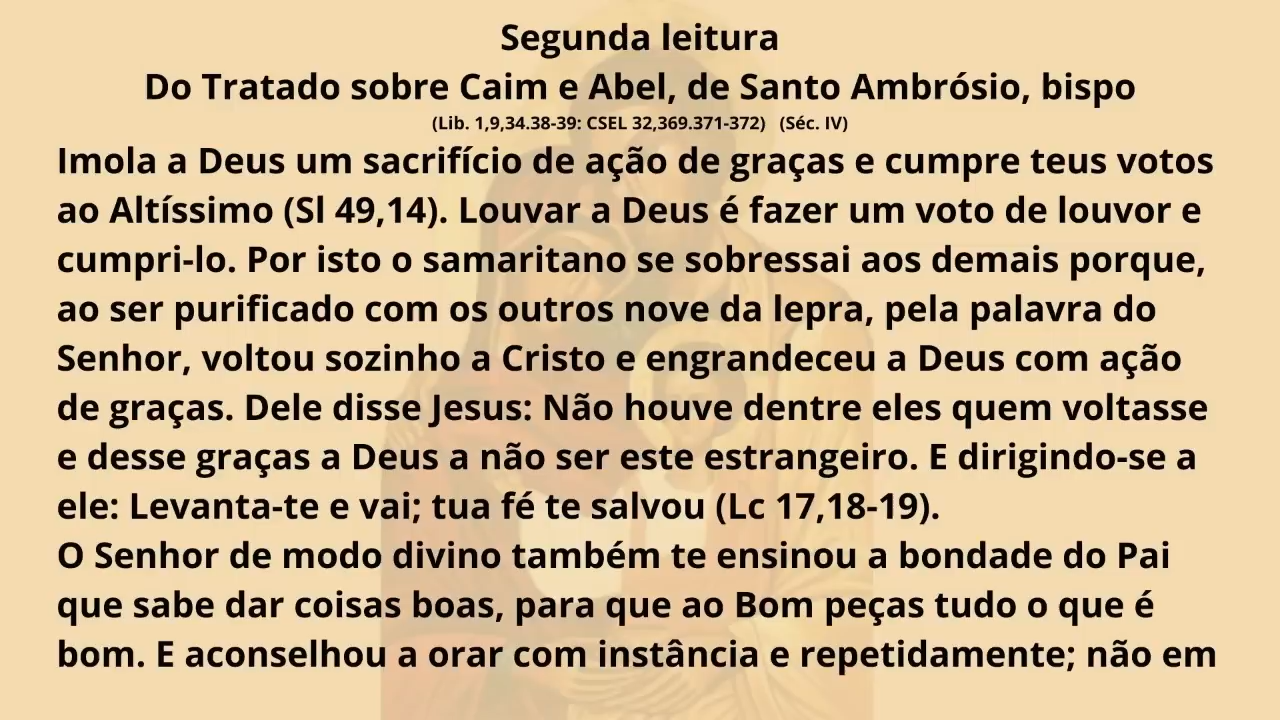 Segunda leitura
Do Tratado sobre Caim e Abel, de Santo Ambrósio, bispo
(Lib. 1,9,34.38-39: CSEL 32,369.371-372) (Séc. IV)
Imola a Deus um sacrifício de ação de graças e cumpre teus votos
ao Altíssimo (Sl 49,14). Louvar a Deus é fazer um voto de louvor e
cumpri-lo. Por isto o samaritano se sobressai aos demais porque,
ao ser purificado com os outros nove da lepra, pela palavra do
Senhor, voltou sozinho a Cristo e engrandeceu a Deus com ação
de graças. Dele disse Jesus: Não houve dentre eles quem voltasse
e desse graças a Deus a não ser este estrangeiro. E dirigindo-se a
ele: Levanta-te e vai; tua fé te salvou (Lc 17,18-19).
O Senhor de modo divino também te ensinou a bondade do Pai
que sabe dar coisas boas, para que ao Bom peças tudo o que é
bom. E aconselhou a orar com instância e repetidamente; não em